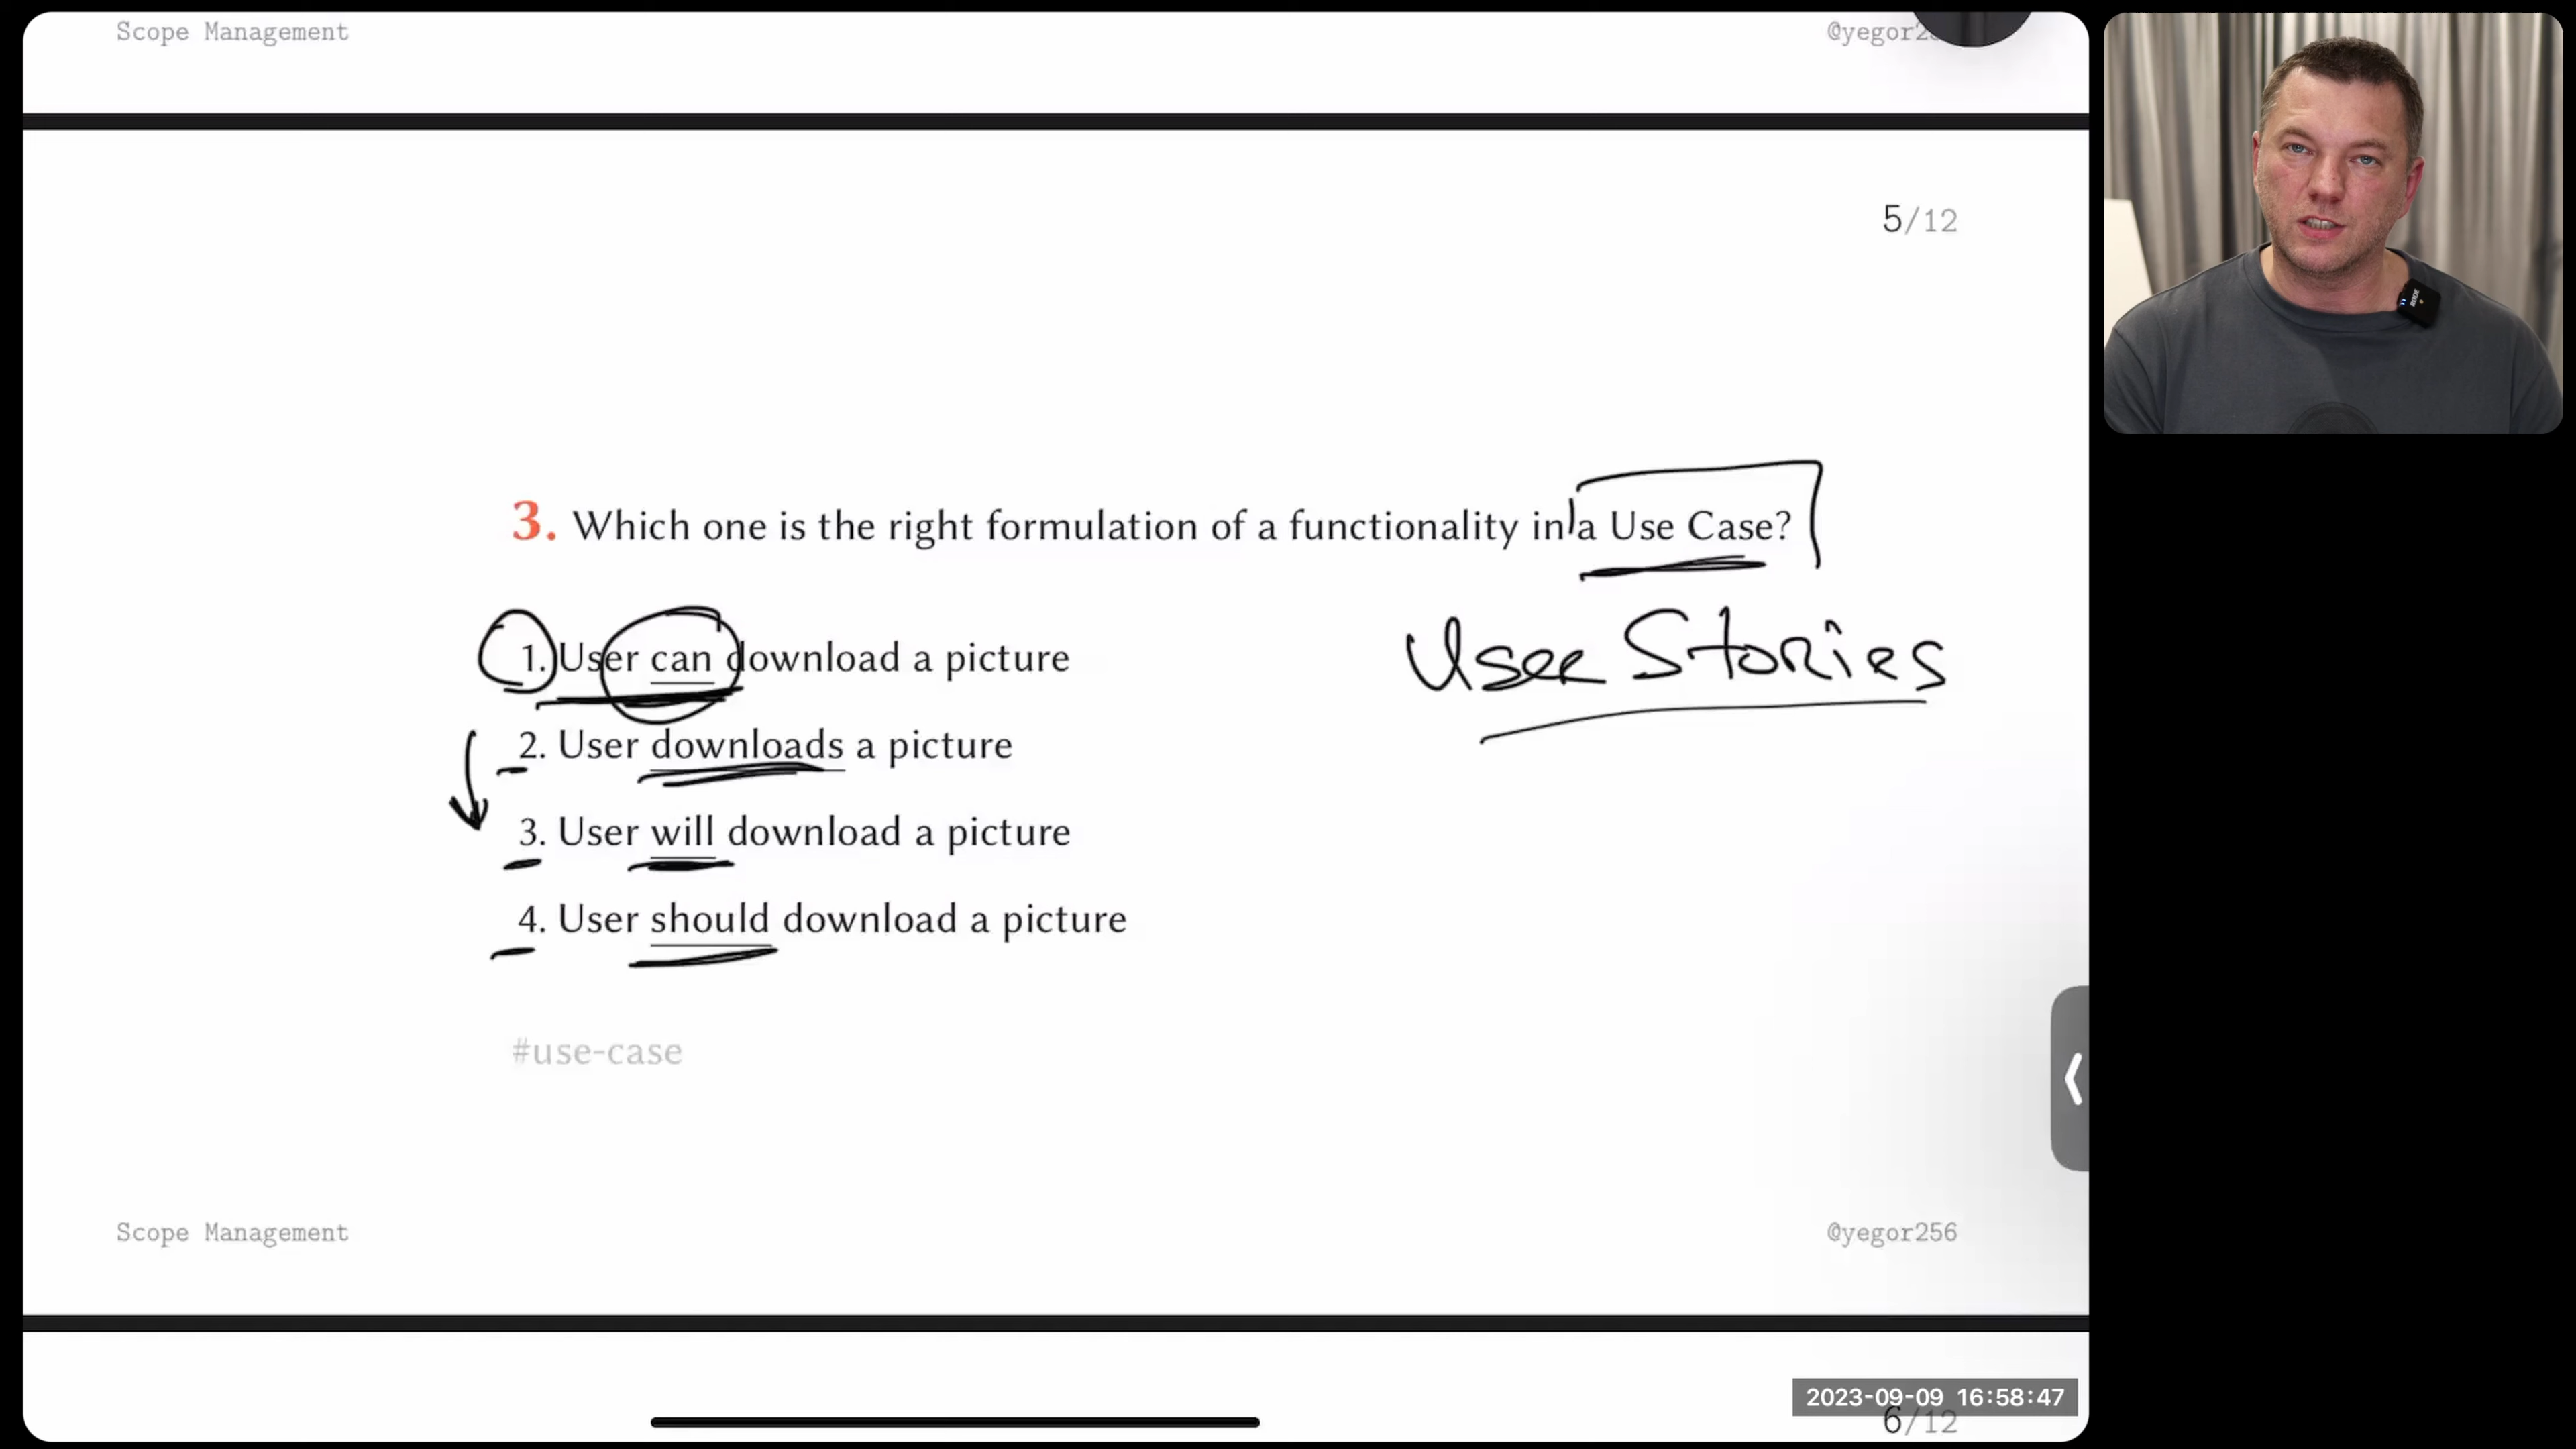 Scope Management
@yegor2
5/12
3. Which one is the right formulation of a functionality in a Use Case?
User Stories
1. User can download a picture
2. User downloads a picture
3. User will download a picture
4. User should download a picture
#use-case
Scope Management
@yegor256
2023-09-09 16:58:47
6/12